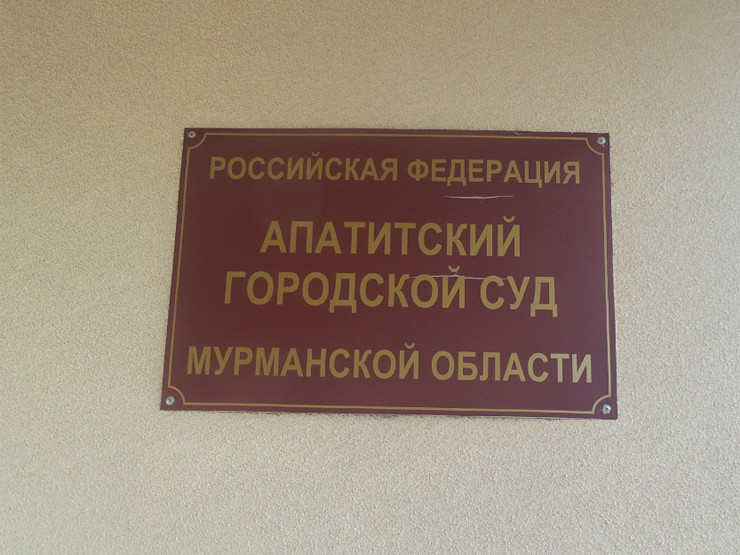 РОССИЙСКАЯ ФЕДЕРАЦИЯ
АПАТИТСКИЙ
ГОРОДСКОЙ СУД
МУРМАНСКОЙ ОБЛАСТИ